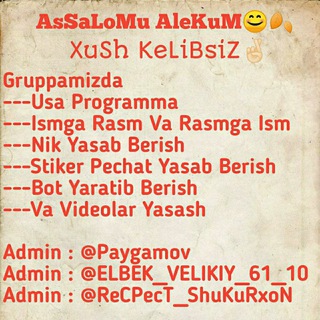 AsSaLoMu AleKuM😊🍂
XuSh KeLiBsiZ✌🏻
Gruppamizda
---Usa Programma
---Ismga Rasm Va Rasmga Ism
---Nik Yasab Berish
---Stiker Pechat Yasab Berish
---Bot Yaratib Berish
---Va Videolar Yasash
Admin : @Paygamov
Admin : @ELBEK_VELIKIY_61_10
Admin : @ReCPecT_ShuKuRxoN